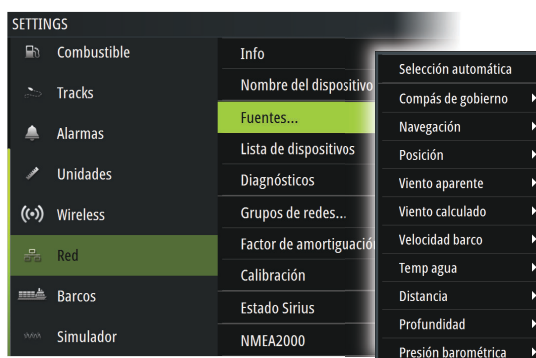 SETTINGS
Combustible
Tracks
Alarmas
Unidades
Wireless
Red
Barcos
Simulador
Info
Nombre del dispositivo
Fuentes...
Lista de dispositivos
Diagnósticos
Grupos de redes...
Factor de amortiguació
Calibración
Estado Sirius
NMEA2000
Selección automática
Compás de gobierno
Navegación
Posición
Viento aparente
Viento calculado
Velocidad barco
Temp agua
Distancia
Profundidad
Presión barométrica